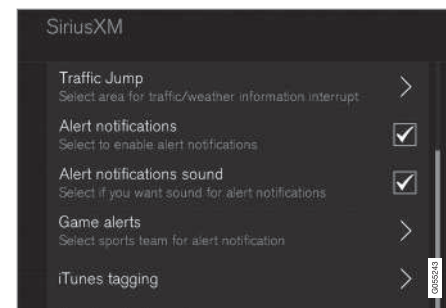 SiriusXM
Traffic Jump
Select area for traffic/weather information interrupt
Alert notifications
Select to enable alert notifications
Alert notifications sound
Select if you want sound for alert notifications
Game alerts
Select sports team for alert notification
iTunes tagging
G055243